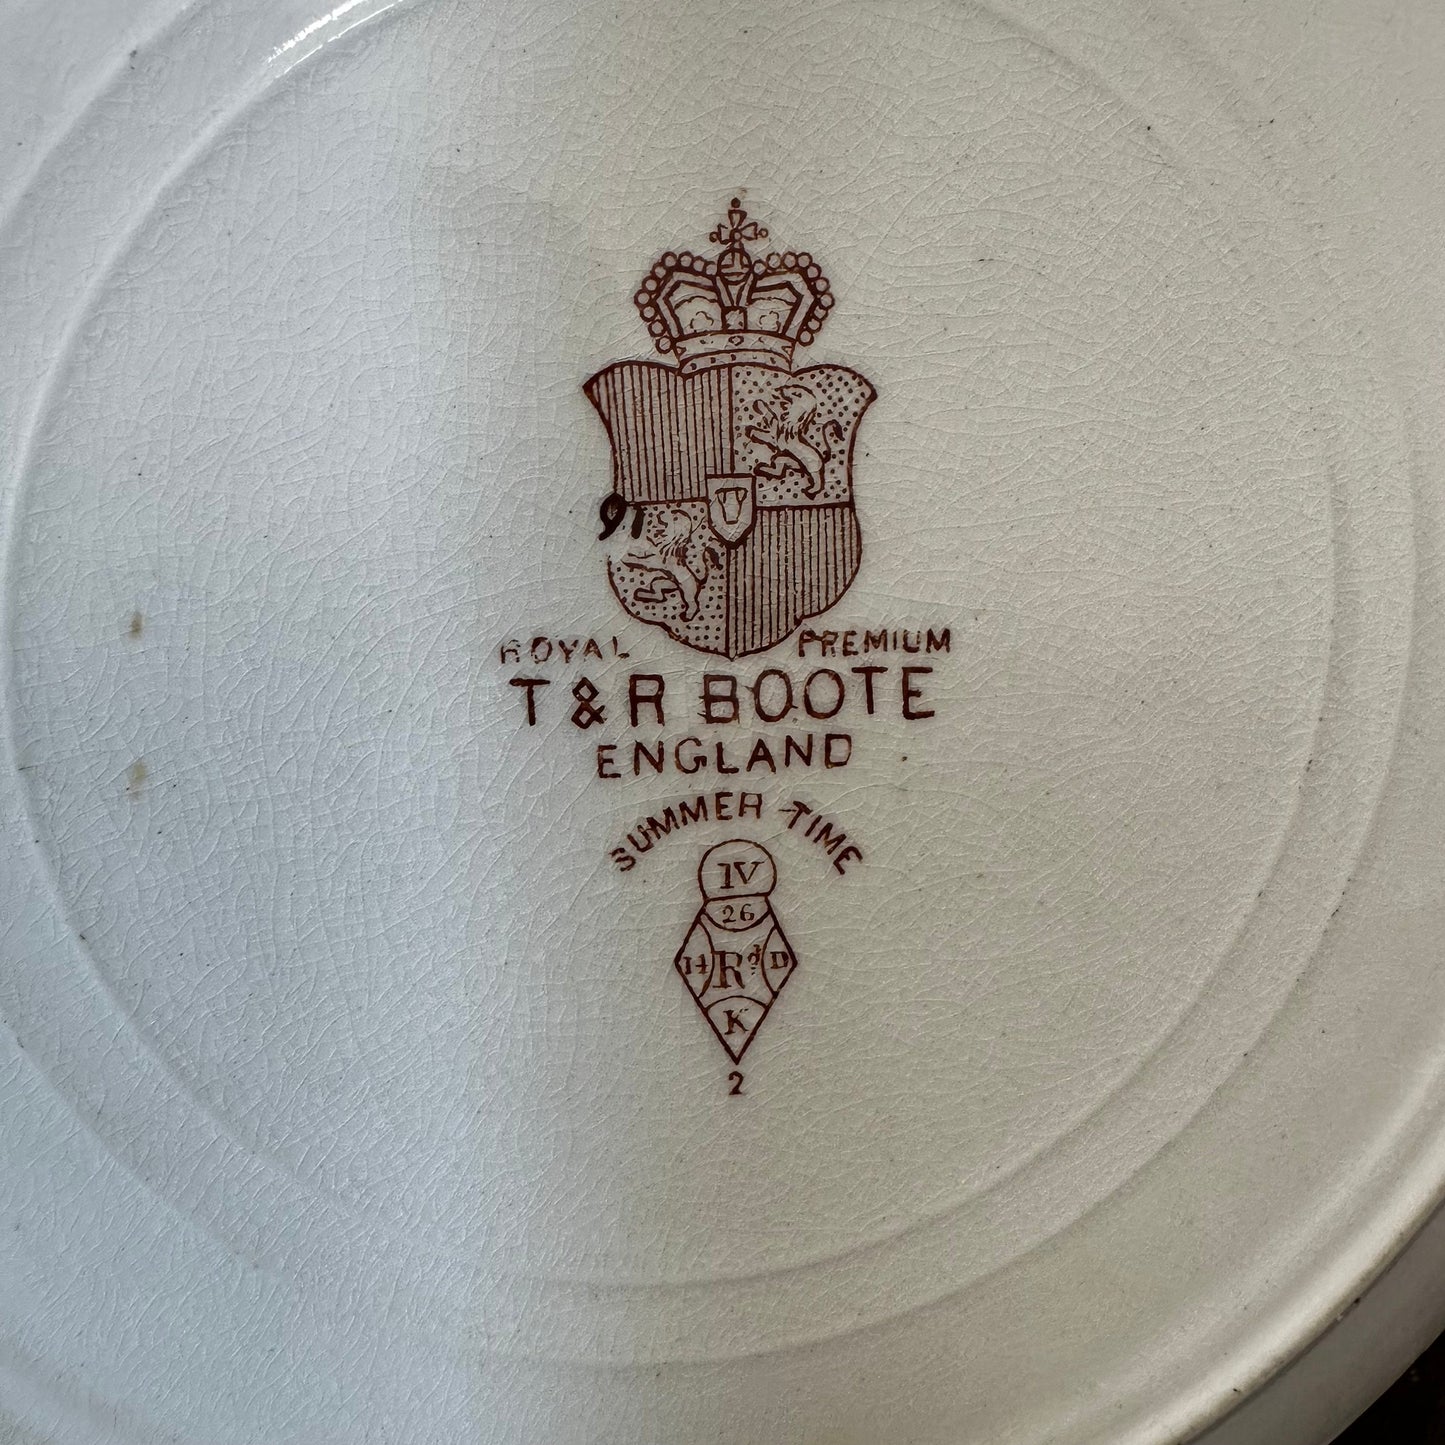 91
ROYAL PREMIUM
T & R BOOTE
ENGLAND
SUMMER-TIME
IV
26
14 Rd D
K
2